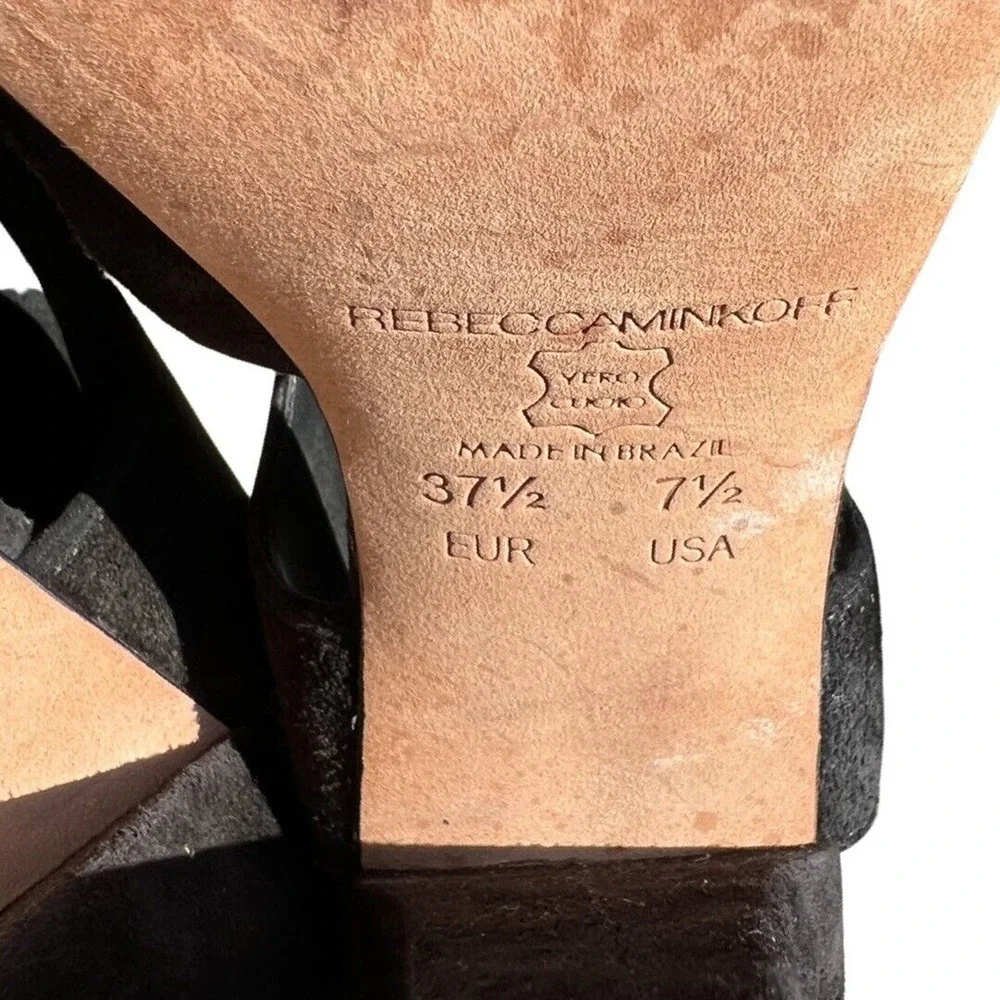 REBECCAMINKOFF
VERO
CUOIO
MADE IN BRAZIL
37½ 7½
EUR USA